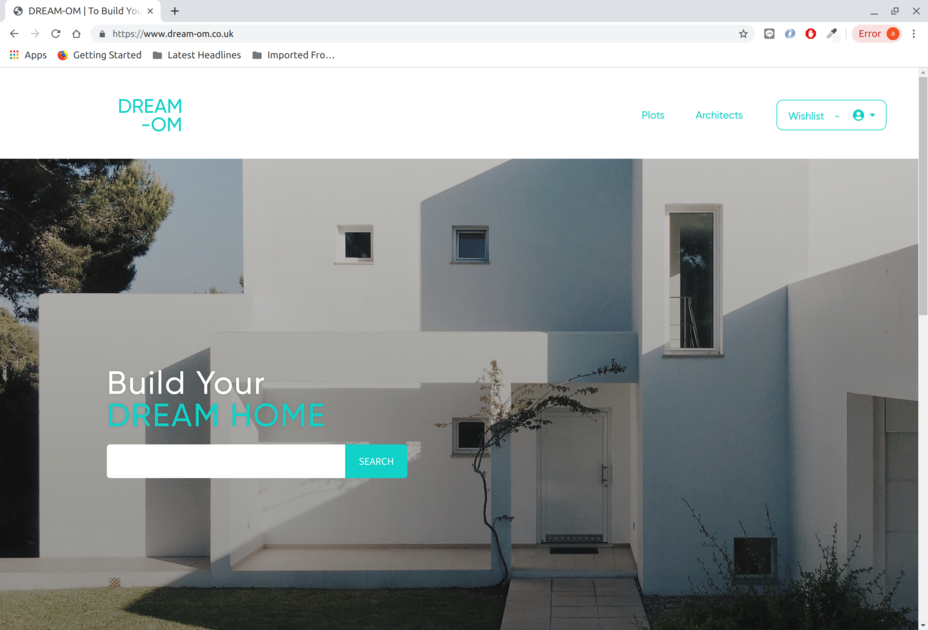 DREAM-OM | To Build You
https://www.dream-om.co.uk
Error
Apps
Getting Started
Latest Headlines
Imported Fro…
DREAM
-OM
Plots
Architects
Wishlist -
Build Your
DREAM HOME
SEARCH